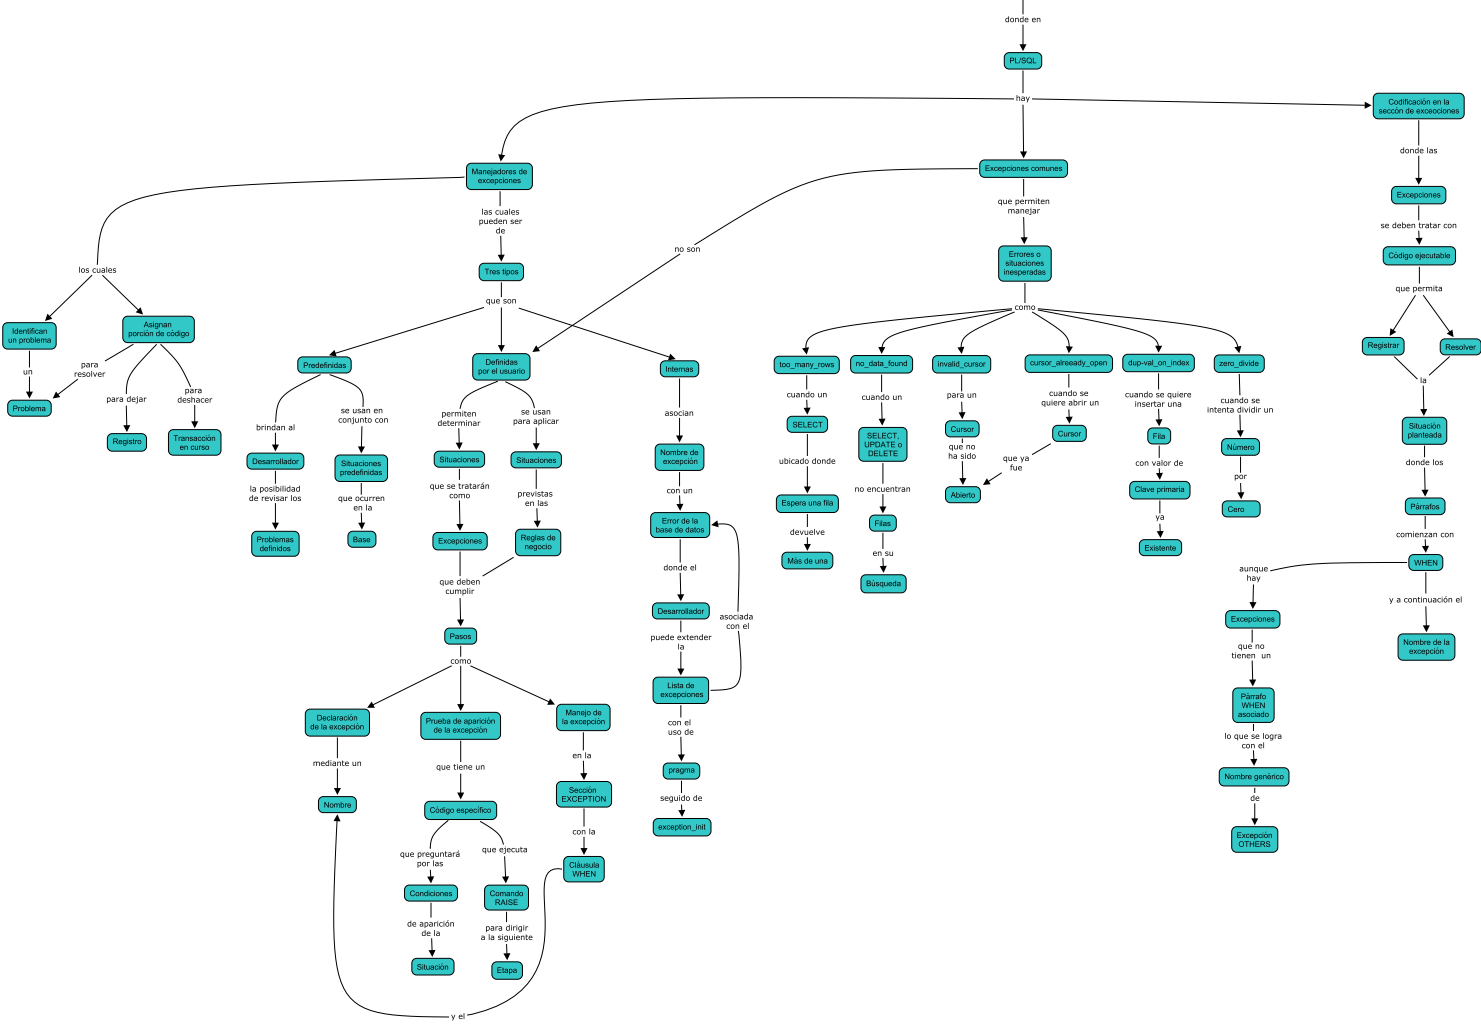 donde en
PL/SQL
hay
Manejadores de
excepciones
los cuales
Identifican
un problema
un
Problema
Asignan
porción de código
para
resolver
para dejar
Registro
para
deshacer
Transacción
en curso
las cuales
pueden ser
de
Tres tipos
que son
Predefinidas
brindan al
Desarrollador
la posibilidad
de revisar los
Problemas
definidos
se usan en
conjunto con
Situaciones
predefinidas
que ocurren
en la
Base
Definidas
por el usuario
permiten
determinar
Situaciones
que se tratarán
como
Excepciones
se usan
para aplicar
Situaciones
previstas
en las
Reglas de
negocio
que deben
cumplir
Pasos
como
Declaración
de la excepción
mediante un
Nombre
Prueba de aparición
de la excepción
que tiene un
Código específico
que preguntará
por las
Condiciones
de aparición
de la
Situación
que ejecuta
Comando
RAISE
para dirigir
a la siguiente
Etapa
Manejo de
la excepción
en la
Sección
EXCEPTION
con la
Cláusula
WHEN
y el
Internas
asocian
Nombre de
excepción
con un
Error de la
base de datos
donde el
Desarrollador
puede extender
la
Lista de
excepciones
asociada
con el
con el
uso de
pragma
seguido de
exception_init
Excepciones comunes
no son
que permiten
manejar
Errores o
situaciones
inesperadas
como
too_many_rows
cuando un
SELECT
ubicado donde
Espera una fila
devuelve
Más de una
no_data_found
cuando un
SELECT,
UPDATE o
DELETE
no encuentran
Filas
en su
Búsqueda
invalid_cursor
para un
Cursor
que no
ha sido
Abierto
cursor_alreeady_open
cuando se
quiere abrir un
Cursor
que ya
fue
dup-val_on_index
cuando se quiere
insertar una
Fila
con valor de
Clave primaria
ya
Existente
zero_divide
cuando se
intenta dividir un
Número
por
Cero
Codificación en la
seccón de exceociones
donde las
Excepciones
se deben tratar con
Código ejecutable
que permita
Registrar
Resolver
la
Situación
planteada
donde los
Párrafos
comienzan con
WHEN
aunque
hay
Excepciones
que no
tienen un
Párrafo
WHEN
asociado
lo que se logra
con el
Nombre genérico
de
Excepción
OTHERS
y a continuación el
Nombre de la
excepción